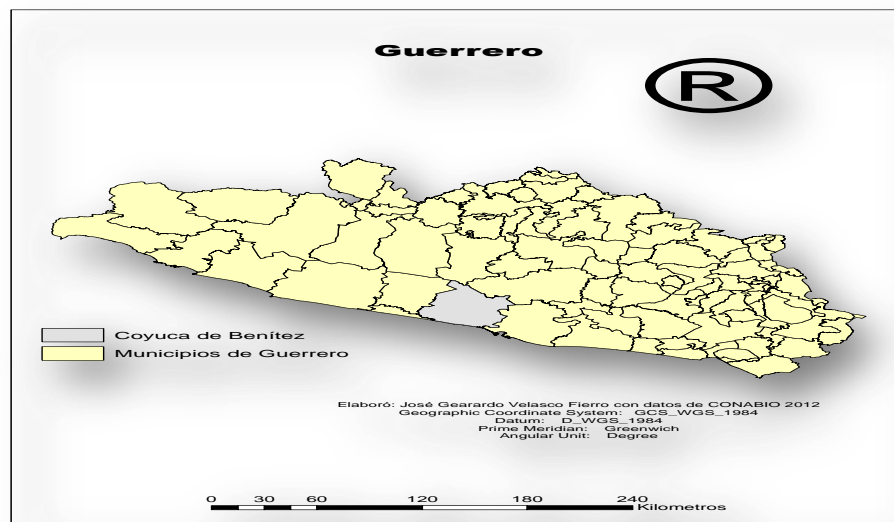 Guerrero
®
Coyuca de Benítez
Municipios de Guerrero
Elaboró: José Gearardo Velasco Fierro con datos de CONABIO 2012
Geographic Coordinate System: GCS_WGS_1984
Datum: D_WGS_1984
Prime Meridian: Greenwich
Angular Unit: Degree
0 30 60 120 180 240
Kilometros